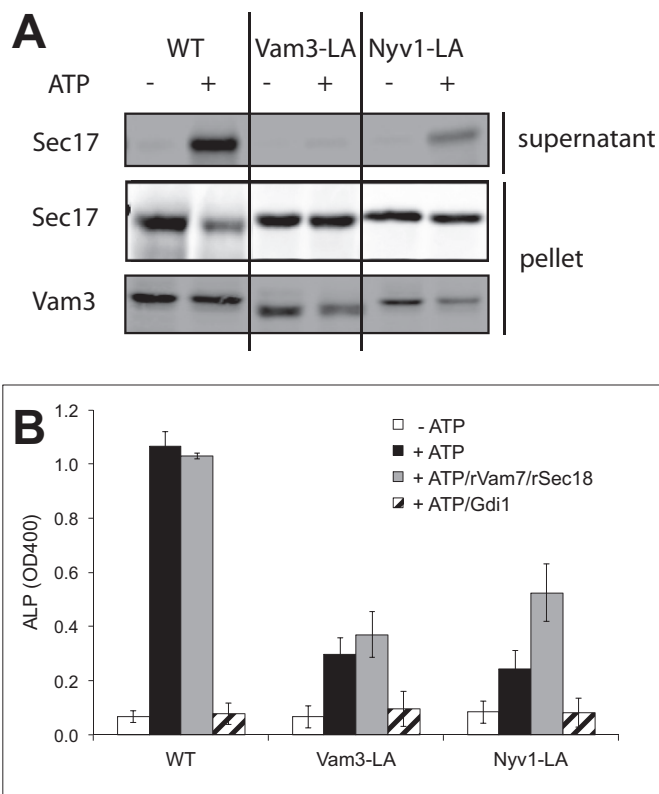 A
WT Vam3-LA Nyv1-LA
ATP - + - + - +
Sec17 supernatant
Sec17
pellet
Vam3
B
1.2
1.0
0.8
0.6
0.4
0.2
0.0
ALP (OD400)
- ATP
+ ATP
+ ATP/rVam7/rSec18
+ ATP/Gdi1
WT Vam3-LA Nyv1-LA